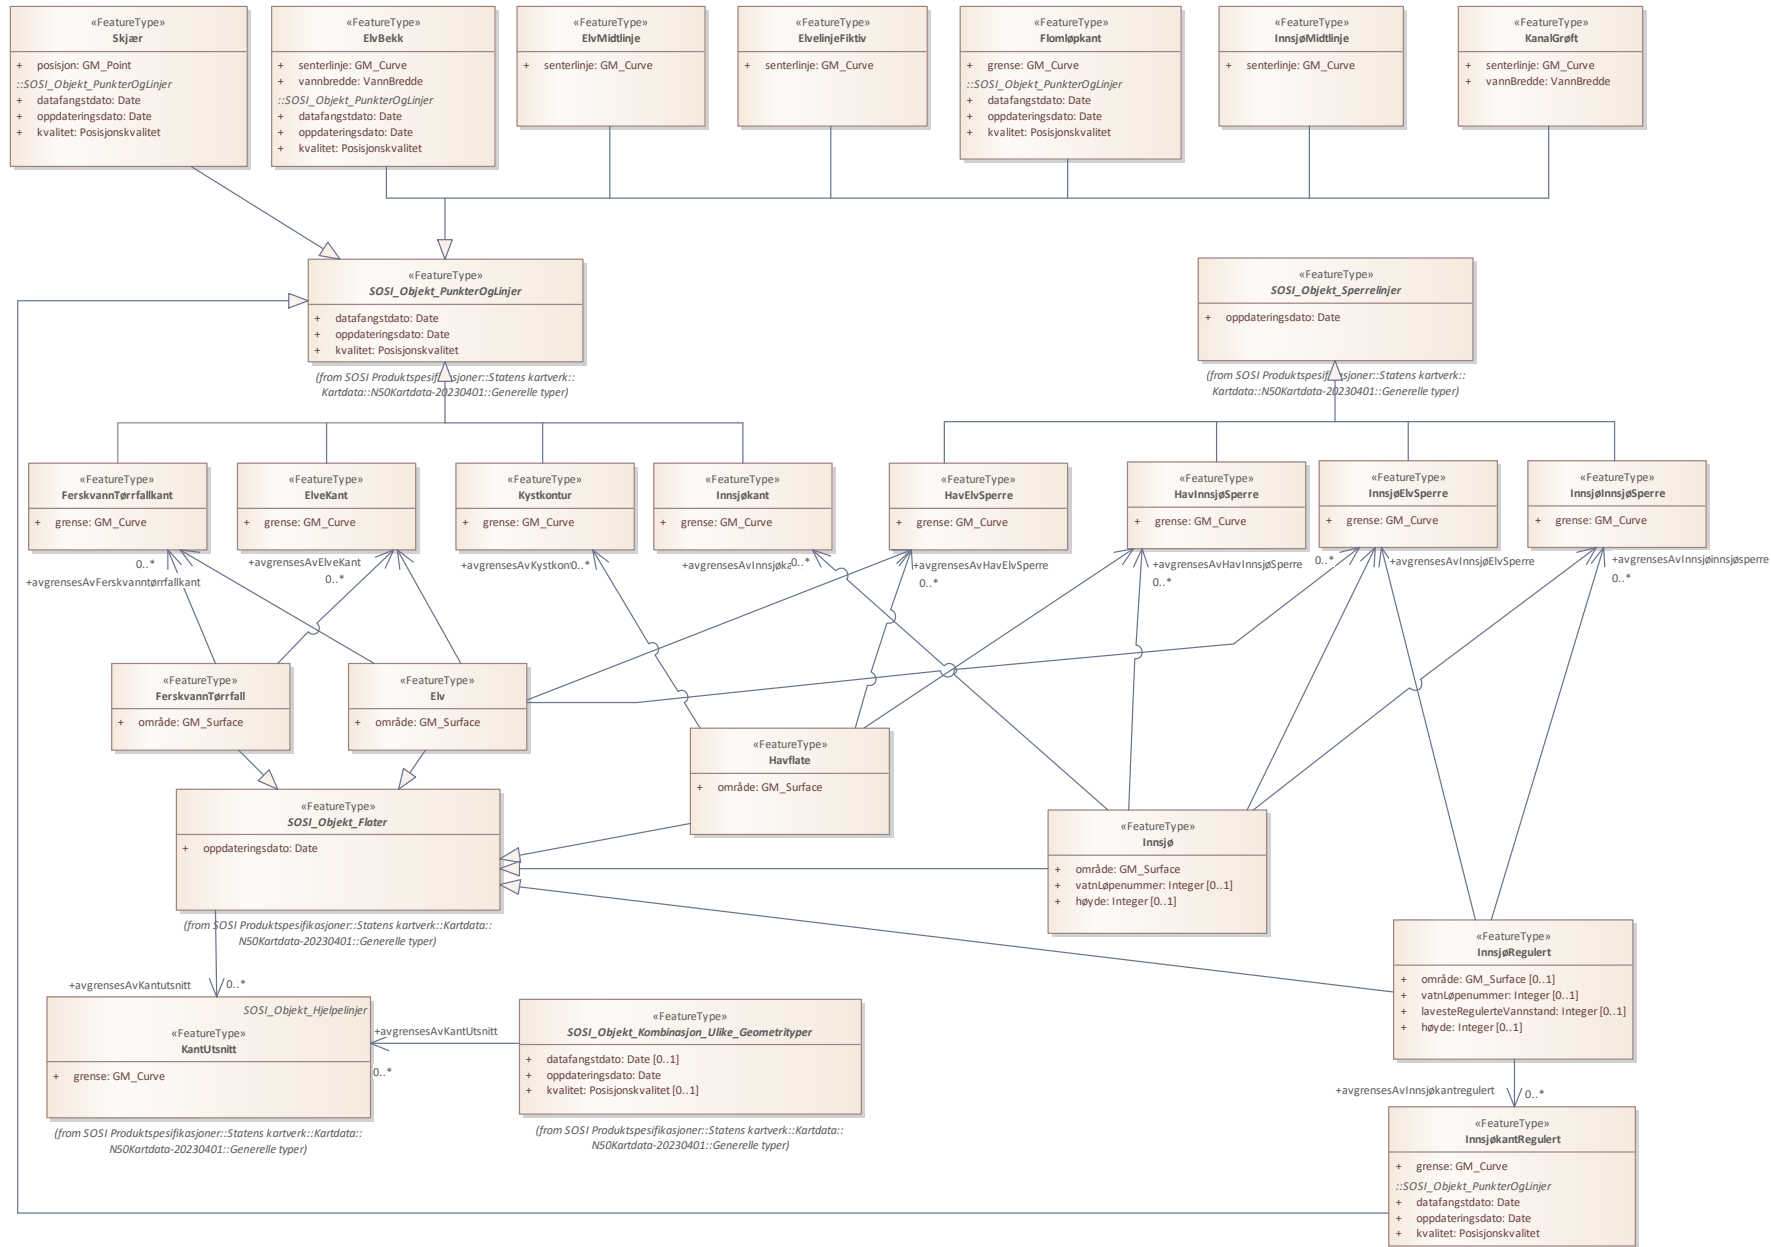 «FeatureType»
Skjær
+ posisjon: GM_Point
::SOSI_Objekt_PunkterOgLinjer
+ datafangstdato: Date
+ oppdateringsdato: Date
+ kvalitet: Posisjonskvalitet
«FeatureType»
ElvBekk
+ senterlinje: GM_Curve
+ vannbredde: VannBredde
::SOSI_Objekt_PunkterOgLinjer
+ datafangstdato: Date
+ oppdateringsdato: Date
+ kvalitet: Posisjonskvalitet
«FeatureType»
ElvMidtlinje
+ senterlinje: GM_Curve
«FeatureType»
ElvelinjeFiktiv
+ senterlinje: GM_Curve
«FeatureType»
Flomløpkant
+ grense: GM_Curve
::SOSI_Objekt_PunkterOgLinjer
+ datafangstdato: Date
+ oppdateringsdato: Date
+ kvalitet: Posisjonskvalitet
«FeatureType»
InnsjøMidtlinje
+ senterlinje: GM_Curve
«FeatureType»
KanalGrøft
+ senterlinje: GM_Curve
+ vannBredde: VannBredde
«FeatureType»
SOSI_Objekt_PunkterOgLinjer
+ datafangstdato: Date
+ oppdateringsdato: Date
+ kvalitet: Posisjonskvalitet
(from SOSI Produktspesifikasjoner::Statens kartverk::
Kartdata::N50Kartdata-20230401::Generelle typer)
«FeatureType»
SOSI_Objekt_Sperrelinjer
+ oppdateringsdato: Date
(from SOSI Produktspesifikasjoner::Statens kartverk::
Kartdata::N50Kartdata-20230401::Generelle typer)
«FeatureType»
FerskvannTørrfallkant
+ grense: GM_Curve
«FeatureType»
ElveKant
+ grense: GM_Curve
«FeatureType»
Kystkontur
+ grense: GM_Curve
«FeatureType»
Innsjøkant
+ grense: GM_Curve
«FeatureType»
HavElvSperre
+ grense: GM_Curve
«FeatureType»
HavInnsjøSperre
+ grense: GM_Curve
«FeatureType»
InnsjøElvSperre
+ grense: GM_Curve
«FeatureType»
InnsjøInnsjøSperre
+ grense: GM_Curve
0..*
+avgrensesAvFerskvanntørrfallkant
+avgrensesAvElveKant
0..*
+avgrensesAvKystkon
0..*
+avgrensesAvInnsjøka
0..*
+avgrensesAvHavElvSperre
0..*
+avgrensesAvHavInnsjøSperre
0..*
0..*
+avgrensesAvInnsjøElvSperre
+avgrensesAvInnsjøinnsjøsperre
0..*
«FeatureType»
FerskvannTørrfall
+ område: GM_Surface
«FeatureType»
Elv
+ område: GM_Surface
«FeatureType»
Havflate
+ område: GM_Surface
«FeatureType»
SOSI_Objekt_Flater
+ oppdateringsdato: Date
(from SOSI Produktspesifikasjoner::Statens kartverk::Kartdata::
N50Kartdata-20230401::Generelle typer)
«FeatureType»
Innsjø
+ område: GM_Surface
+ vatnLøpenummer: Integer [0..1]
+ høyde: Integer [0..1]
«FeatureType»
InnsjøRegulert
+ område: GM_Surface [0..1]
+ vatnLøpenummer: Integer [0..1]
+ lavesteRegulerteVannstand: Integer [0..1]
+ høyde: Integer [0..1]
+avgrensesAvKantutsnitt
0..*
SOSI_Objekt_Hjelpelinjer
«FeatureType»
KantUtsnitt
+ grense: GM_Curve
(from SOSI Produktspesifikasjoner::Statens kartverk::Kartdata::
N50Kartdata-20230401::Generelle typer)
+avgrensesAvKantUtsnitt
0..*
«FeatureType»
SOSI_Objekt_Kombinasjon_Ulike_Geometrityper
+ datafangstdato: Date [0..1]
+ oppdateringsdato: Date
+ kvalitet: Posisjonskvalitet [0..1]
(from SOSI Produktspesifikasjoner::Statens kartverk::Kartdata::
N50Kartdata-20230401::Generelle typer)
+avgrensesAvInnsjøkantregulert
0..*
«FeatureType»
InnsjøkantRegulert
+ grense: GM_Curve
::SOSI_Objekt_PunkterOgLinjer
+ datafangstdato: Date
+ oppdateringsdato: Date
+ kvalitet: Posisjonskvalitet